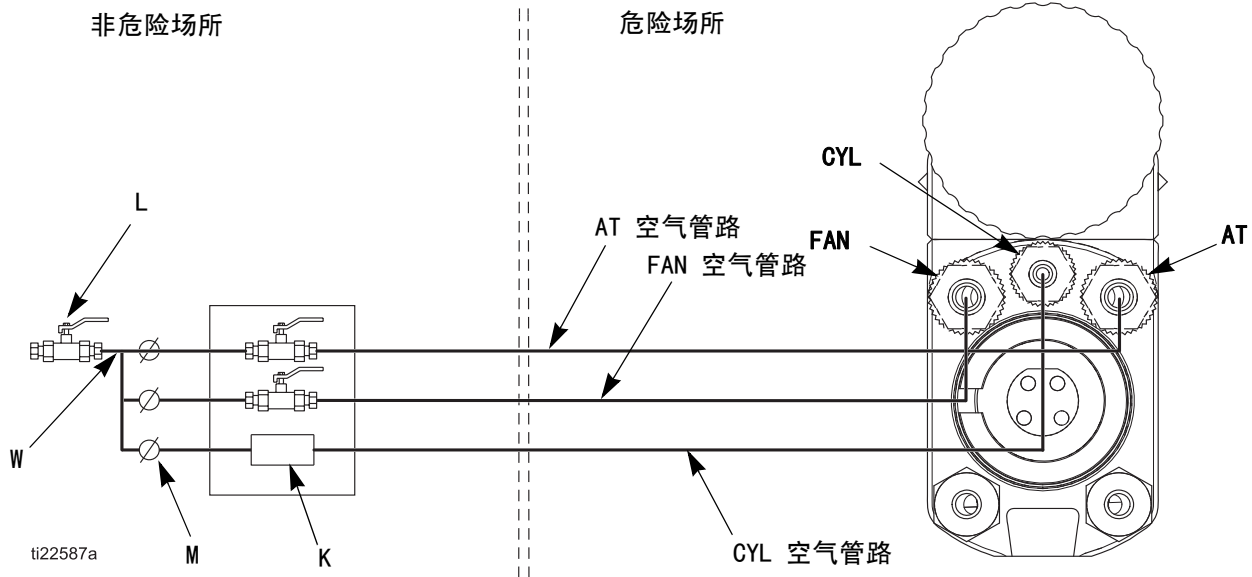 非危险场所
危险场所
CYL
L
AT 空气管路
FAN
AT
FAN 空气管路
W
ti22587a
M
K
CYL 空气管路